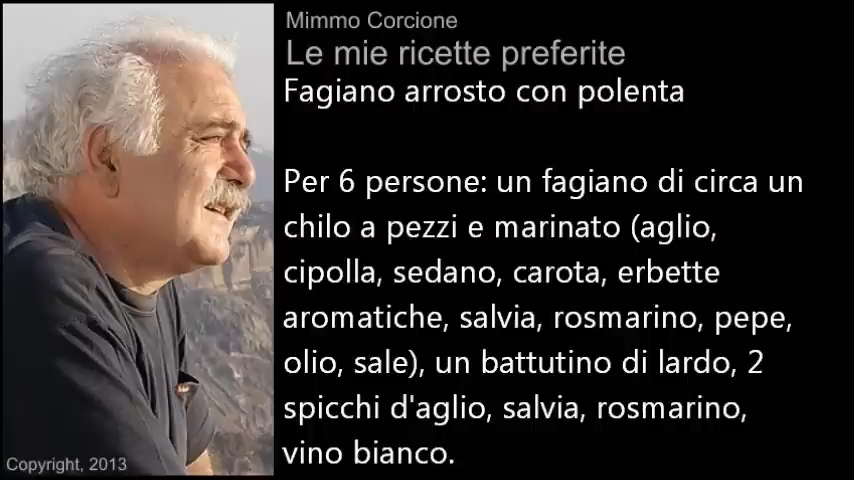 Mimmo Corcione
Le mie ricette preferite
Fagiano arrosto con polenta
Per 6 persone: un fagiano di circa un
chilo a pezzi e marinato (aglio,
cipolla, sedano, carota, erbette
aromatiche, salvia, rosmarino, pepe,
olio, sale), un battutino di lardo, 2
spicchi d'aglio, salvia, rosmarino,
vino bianco.
Copyright, 2013